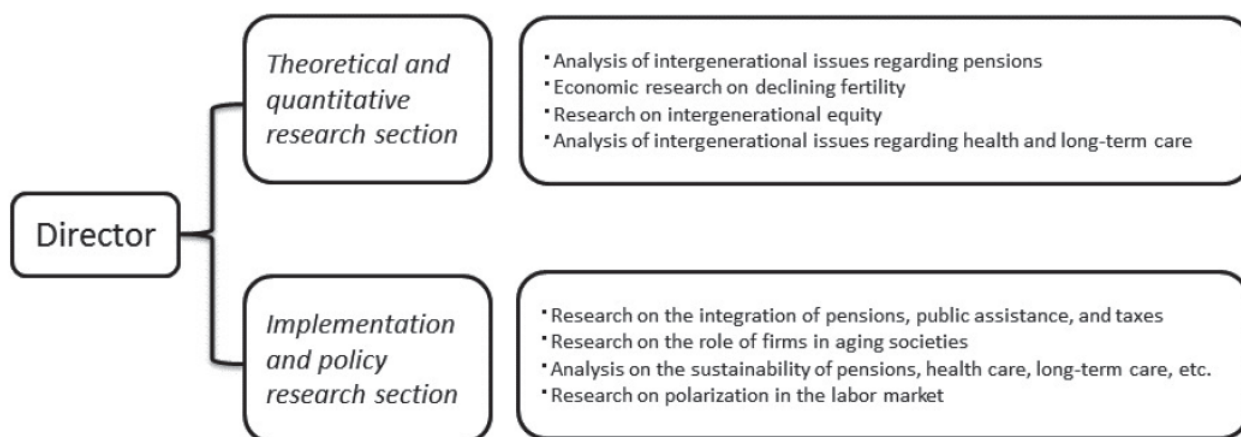 Director
Theoretical and
quantitative
research section
▪Analysis of intergenerational issues regarding pensions
▪Economic research on declining fertility
▪Research on intergenerational equity
▪Analysis of intergenerational issues regarding health and long-term care
Implementation
and policy
research section
▪Research on the integration of pensions, public assistance, and taxes
▪Research on the role of firms in aging societies
▪Analysis on the sustainability of pensions, health care, long-term care, etc.
▪Research on polarization in the labor market